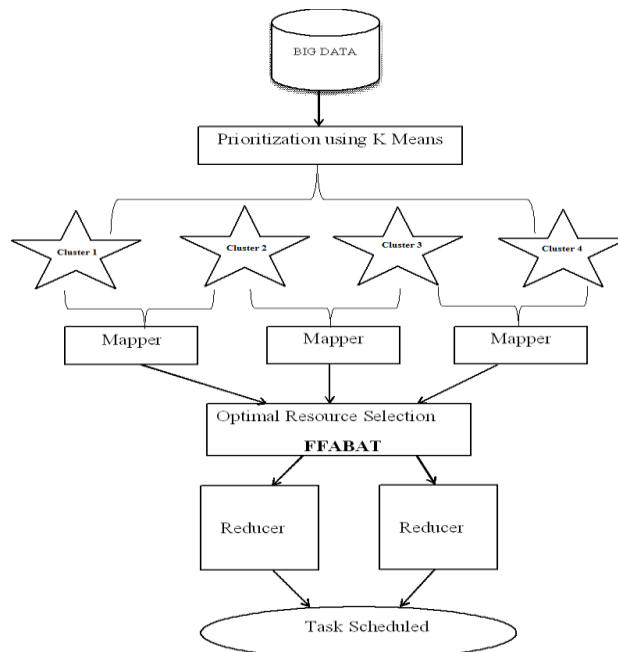 BIG DATA
Prioritization using K Means
Cluster 1
Cluster 2
Cluster 3
Cluster 4
Mapper
Mapper
Mapper
Optimal Resource Selection
FFABAT
Reducer
Reducer
Task Scheduled